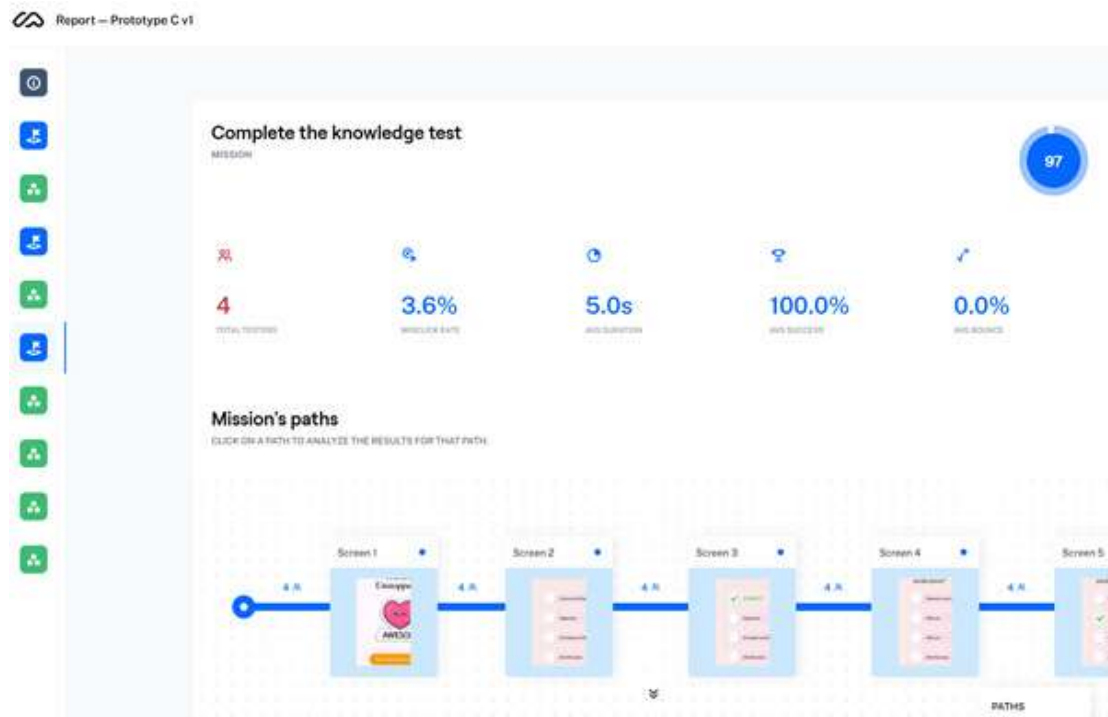 Report – Prototype C v1
Complete the knowledge test
MISSION
97
4
3.6%
5.0s
100.0%
0.0%
TOTAL TESTERS
MISCLICK RATE
AVG DURATION
AVG SUCCESS
AVG BOUNCE
Mission's paths
CLICK ON A PATH TO ANALYZE THE RESULTS FOR THAT PATH.
Screen 1
Screen 2
Screen 3
Screen 4
Screen 5
4
4
4
4
4
PATHS